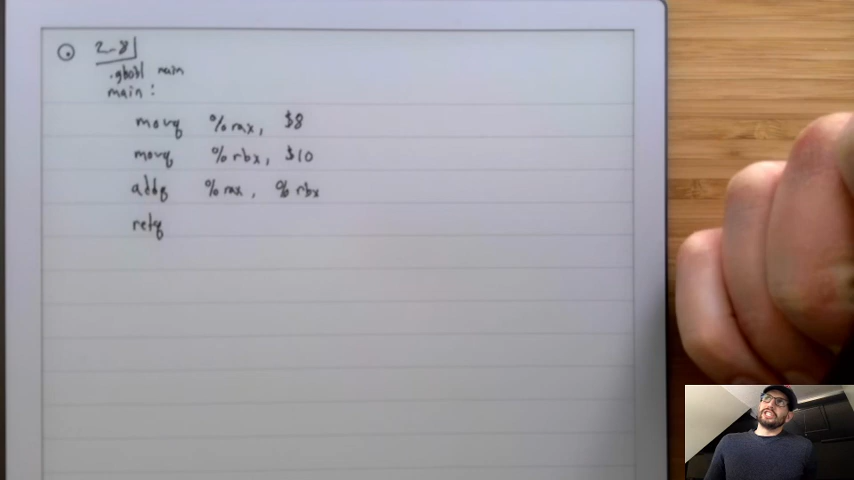 2-8
.globl main
main:
movq %rax, $8
movq %rbx, $10
addq %rax, %rbx
retq